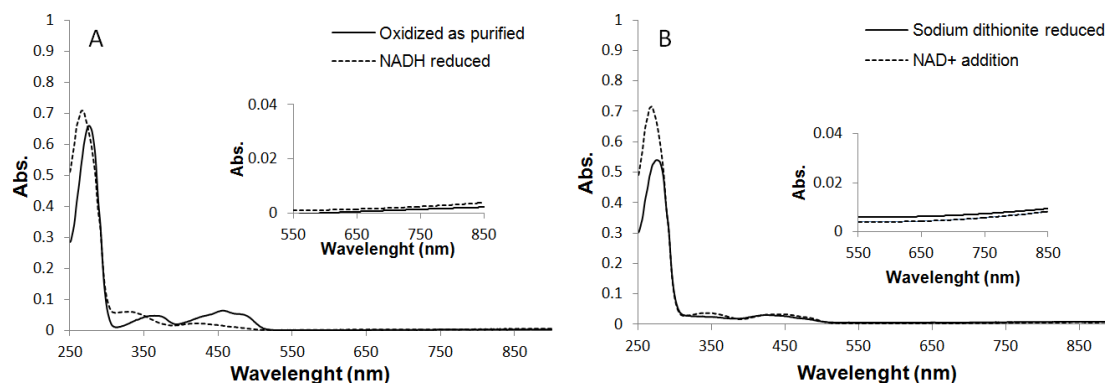 A
Oxidized as purified
NADH reduced
1
0.9
0.8
0.7
0.6
0.5
0.4
0.3
0.2
0.1
0
Abs.
250 350 450 550 650 750 850
Wavelenght (nm)
0.04
0.02
0
Abs.
550 650 750 850
Wavelenght (nm)
B
Sodium dithionite reduced
NAD+ addition
1
0.9
0.8
0.7
0.6
0.5
0.4
0.3
0.2
0.1
0
Abs.
250 350 450 550 650 750 850
Wavelenght (nm)
0.04
0.02
0
Abs.
550 650 750 850
Wavelenght (nm)